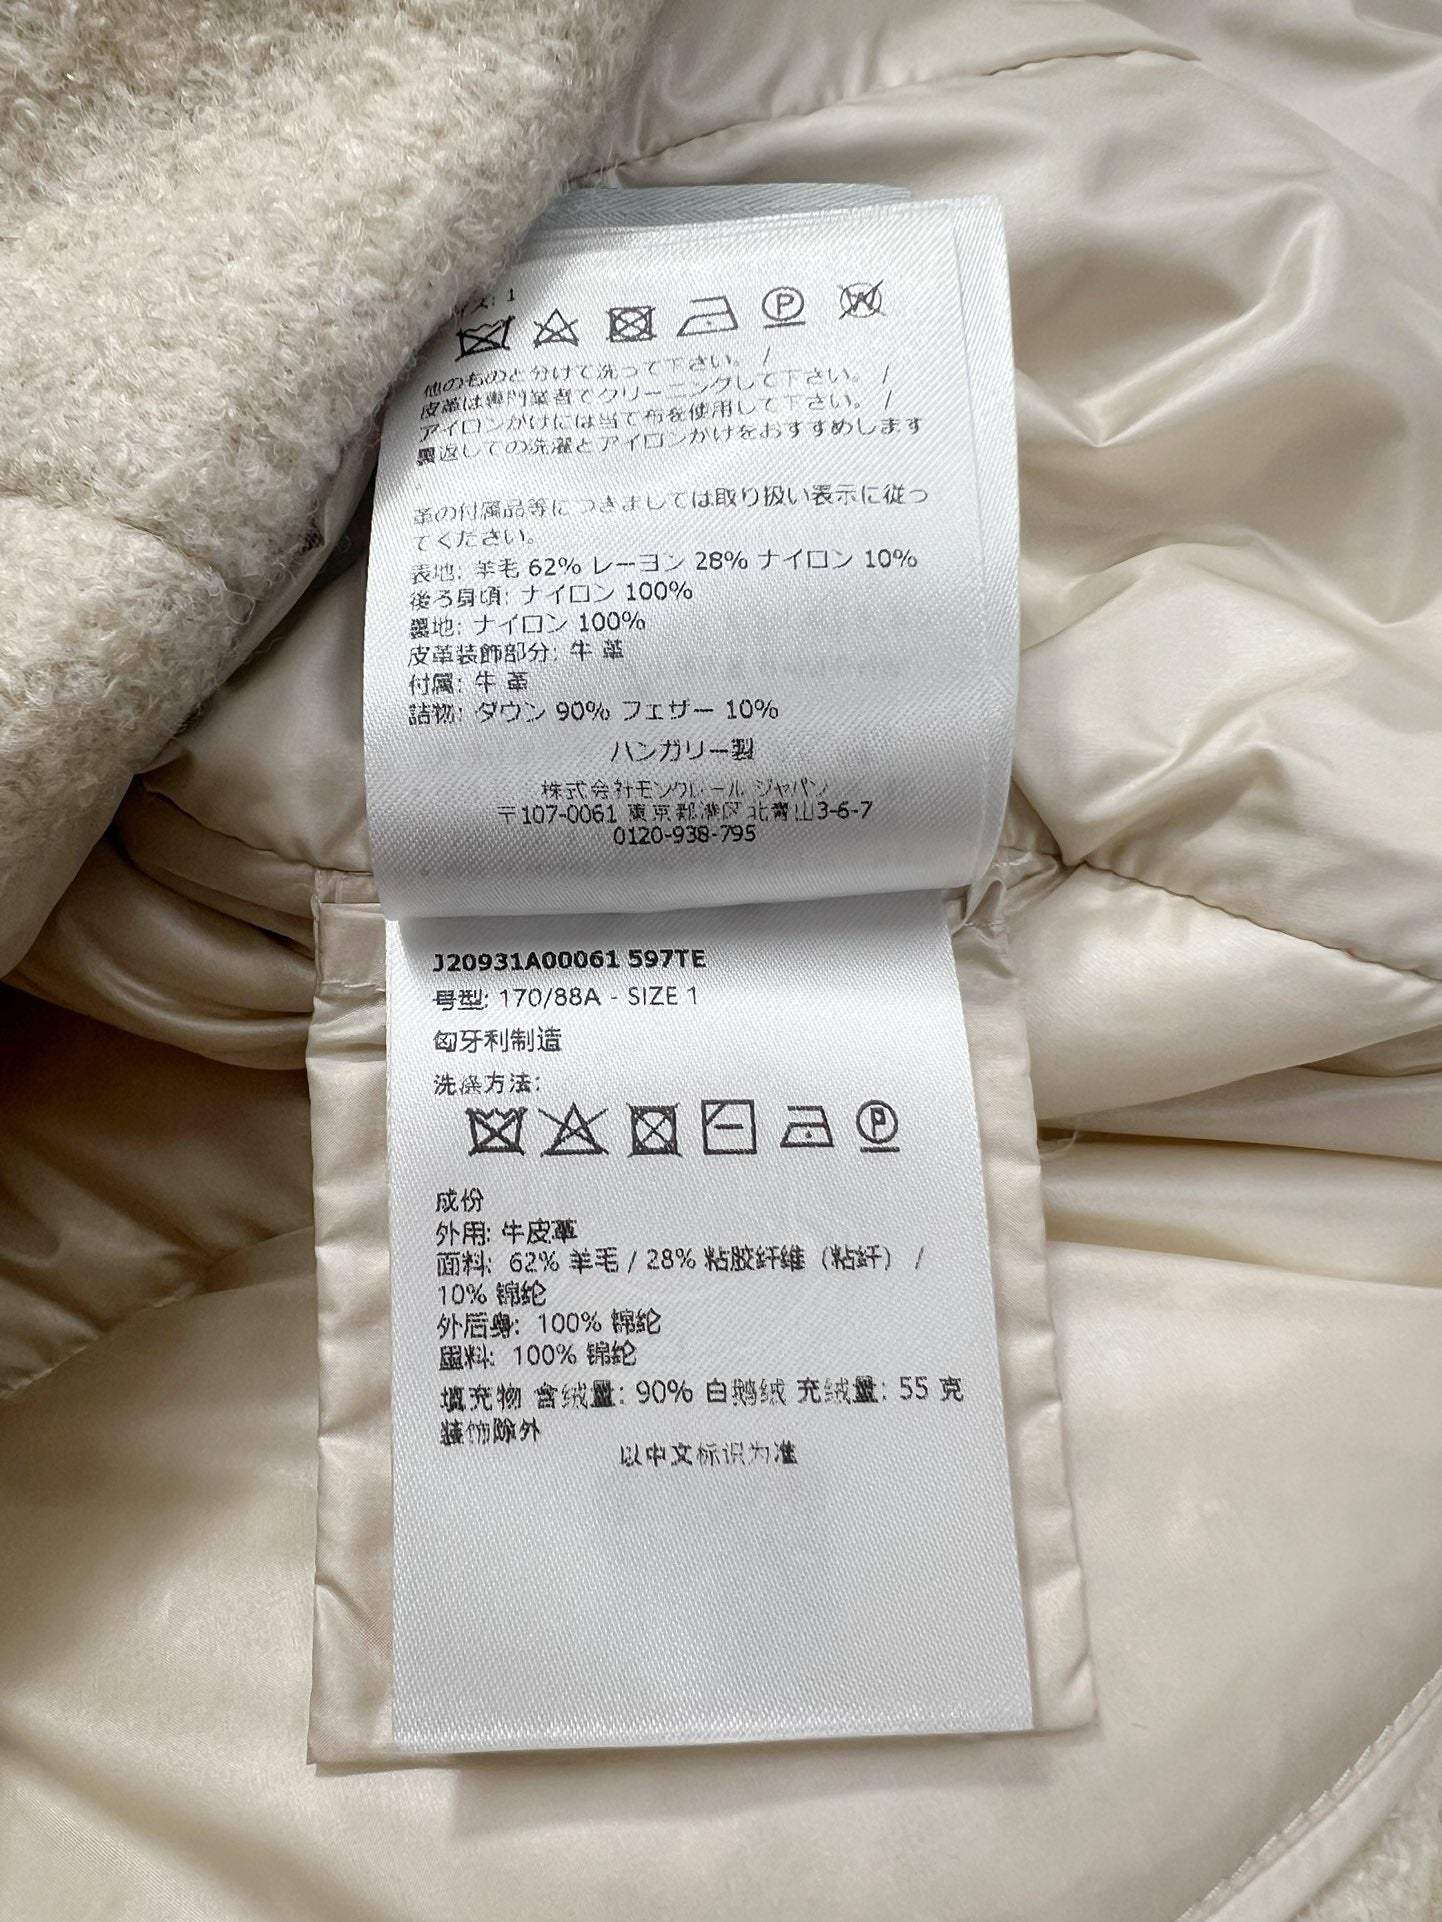 ズ: 1
P W
他のものと分けて洗って下さい。 /
皮革は専門業者でクリーニングして下さい。 /
アイロンがけには当て布を使用して下さい。 /
裏返しての洗濯とアイロンがけをおすすめします
革の付属品等につきましては取り扱い表示に従っ
てください。
表地: 羊毛 62% レーヨン 28% ナイロン 10%
後ろ身頃: ナイロン 100%
裏地: ナイロン 100%
皮革装飾部分: 牛 革
付属: 牛 革
詰物: ダウン 90% フェザー 10%
ハンガリー製
株式会社モンクレール ジャパン
〒107-0061 東京都港区北青山3-6-7
0120-938-795
J20931A00061 597TE
号型: 170/88A - SIZE 1
匈牙利制造
洗涤方法:
P
成份
外用: 牛皮革
面料: 62% 羊毛 / 28% 粘胶纤维（粘纤） /
10% 锦纶
外后身: 100% 锦纶
里料: 100% 锦纶
填充物 含绒量: 90% 白鹅绒 充绒量: 55 克
装饰除外
以中文标识为准